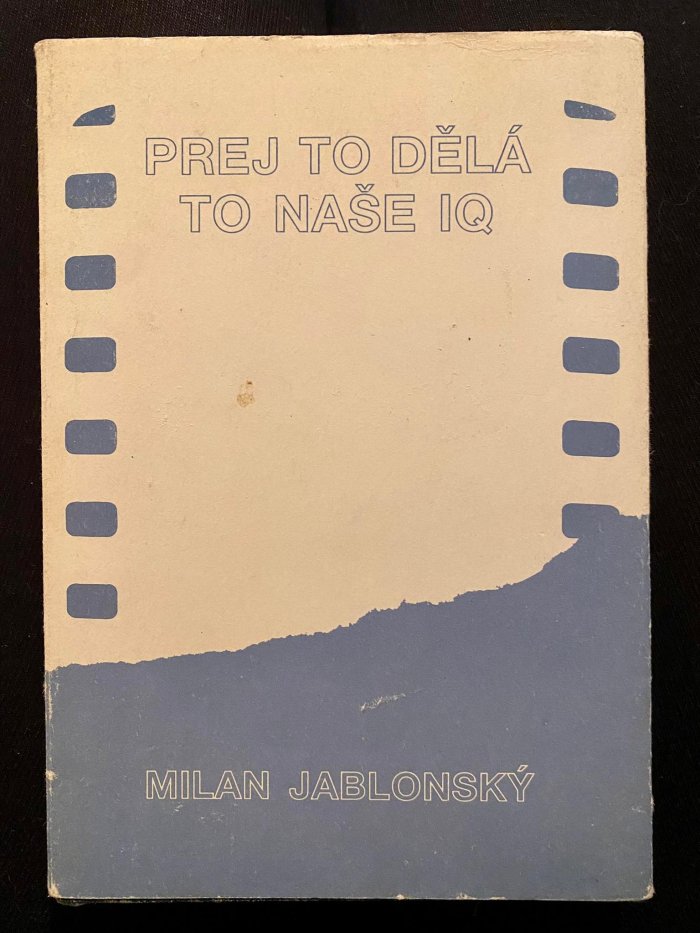 PREJ TO DĚLÁ
TO NAŠE IQ
MILAN JABLONSKÝ